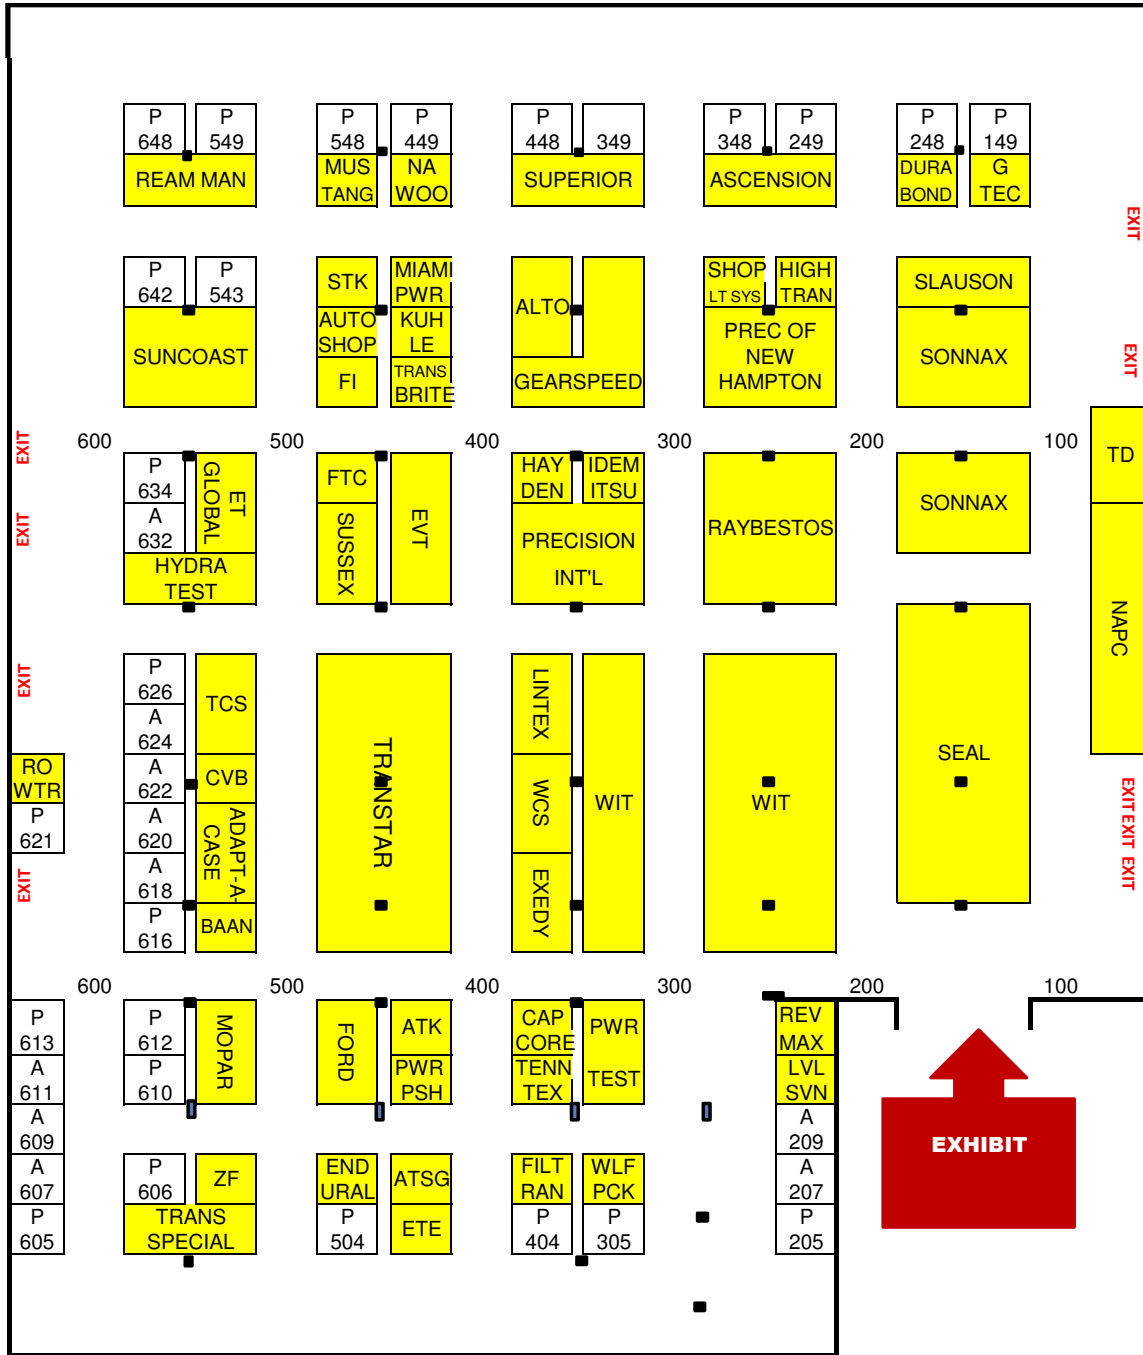 P P P P P P P P P
648 549 548 449 448 349 348 249 248 149
REAM MAN
MUS
TANG
NA
WOO
SUPERIOR
ASCENSION
DURA
BOND
G
TEC
EXIT
P
642
P
543
SUNCOAST
STK
MIAMI
PWR
AUTO
SHOP
KUH
LE
FI
TRANS
BRITE
ALTO
GEARSPEED
SHOP
LT SYS
HIGH
TRAN
PREC OF
NEW
HAMPTON
SLAUSON
SONNAX
EXIT
EXIT
600 500 400 300 200 100
TD
P
634
ET
GLOBAL
A
632
HYDRA
TEST
FTC
SUSSEX
EVT
HAY
DEN
IDEM
ITSU
PRECISION
INT'L
RAYBESTOS
SONNAX
NAPC
EXIT
EXIT
P
626
A
624
TCS
A
622
CVB
A
620
A
618
ADAPT-A-
CASE
P
616
BAAN
TRANSTAR
LINTEX
WCS
EXEDY
WIT
WIT
SEAL
RO
WTR
P
621
EXIT
EXIT EXIT
EXIT EXIT
600 500 400 300 200 100
P
613
A
611
A
609
A
607
P
605
P
612
P
610
MOPAR
FORD
ATK
PWR
PSH
CAP
CORE
TENN
TEX
PWR
TEST
REV
MAX
LVL
SVN
A
209
A
207
P
205
EXHIBIT
P
606
ZF
TRANS
SPECIAL
END
URAL
P
504
ATSG
ETE
FILT
RAN
P
404
WLF
PCK
P
305